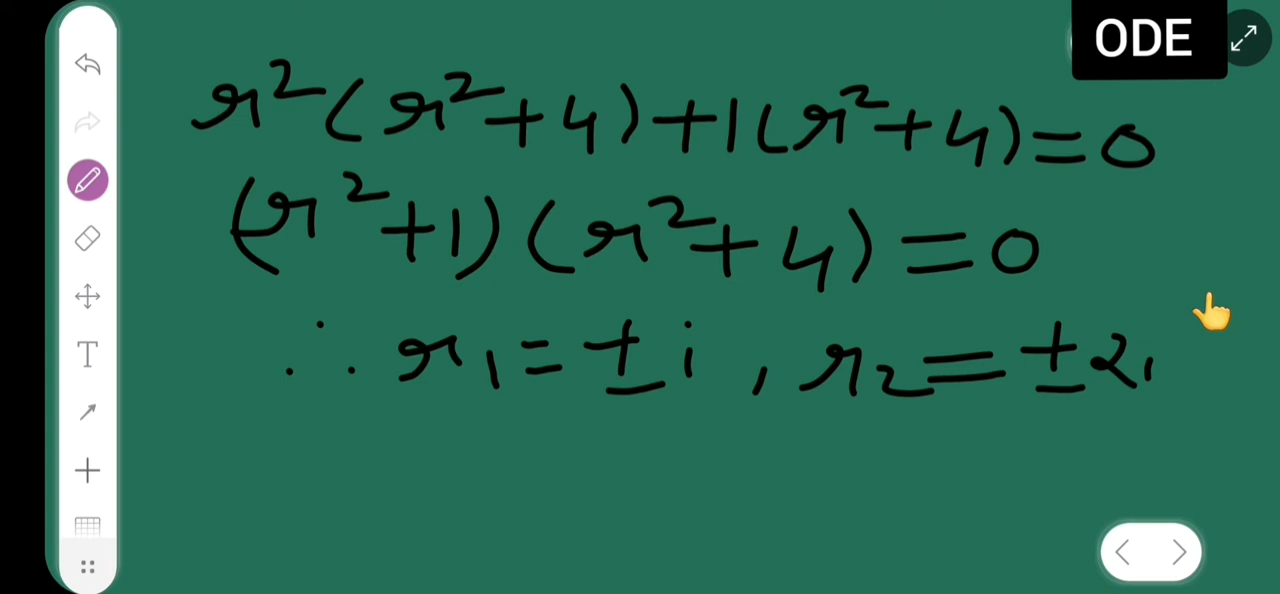 ODE
r²(r²+4)+1(r²+4)=0
(r²+1)(r²+4)=0
∴ r₁=±i, r₂=±2i
T